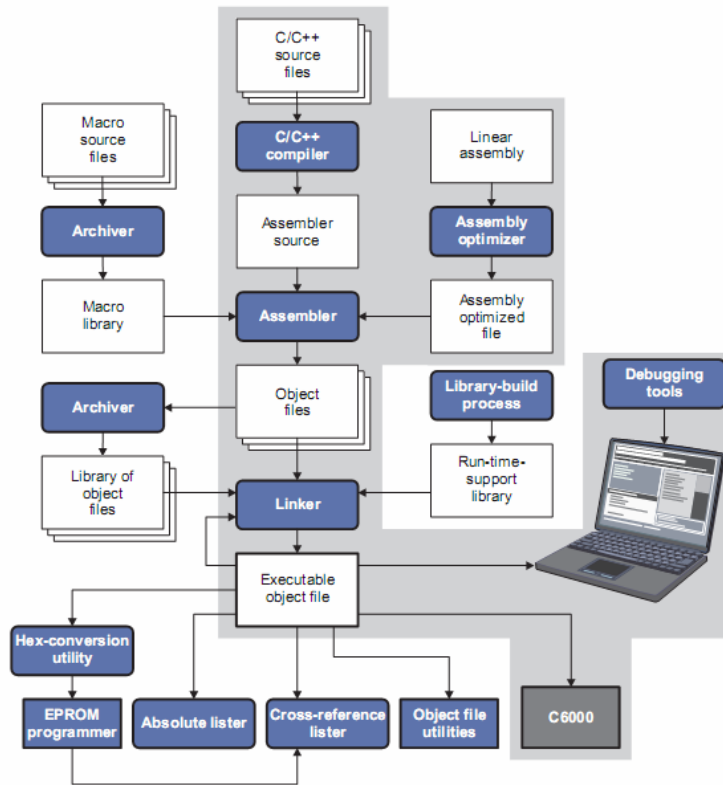 C/C++
source
files
Macro
source
files
C/C++
compiler
Linear
assembly
Archiver
Assembler
source
Assembly
optimizer
Macro
library
Assembler
Assembly
optimized
file
Archiver
Object
files
Library-build
process
Debugging
tools
Library of
object
files
Linker
Run-time-
support
library
Executable
object file
Hex-conversion
utility
EPROM
programmer
Absolute lister
Cross-reference
lister
Object file
utilities
C6000